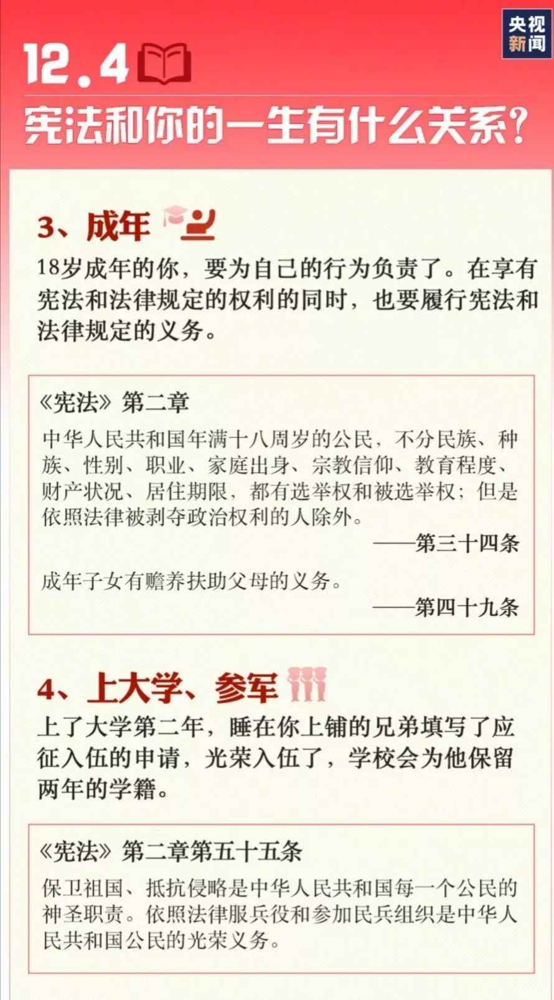 央视
新闻
12.4
宪法和你的一生有什么关系?
3、成年
18岁成年的你，要为自己的行为负责了。在享有
宪法和法律规定的权利的同时，也要履行宪法和
法律规定的义务。
《宪法》第二章
中华人民共和国年满十八周岁的公民，不分民族、种
族、性别、职业、家庭出身、宗教信仰、教育程度、
财产状况、居住期限，都有选举权和被选举权；但是
依照法律被剥夺政治权利的人除外。
——第三十四条
成年子女有赡养扶助父母的义务。
——第四十九条
4、上大学、参军
上了大学第二年，睡在你上铺的兄弟填写了应
征入伍的申请，光荣入伍了，学校会为他保留
两年的学籍。
《宪法》第二章第五十五条
保卫祖国、抵抗侵略是中华人民共和国每一个公民的
神圣职责。依照法律服兵役和参加民兵组织是中华人
民共和国公民的光荣义务。